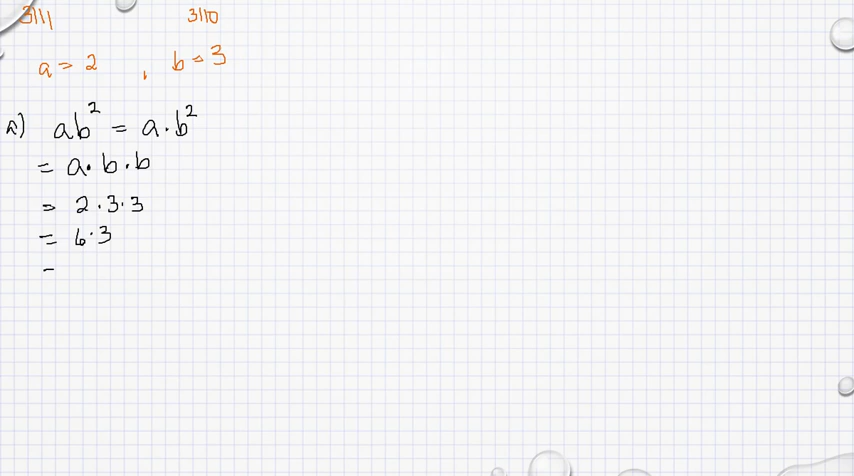 3111 3110
a = 2 , b = 3
a) ab² = a·b²
= a·b·b
= 2·3·3
= 6·3
-